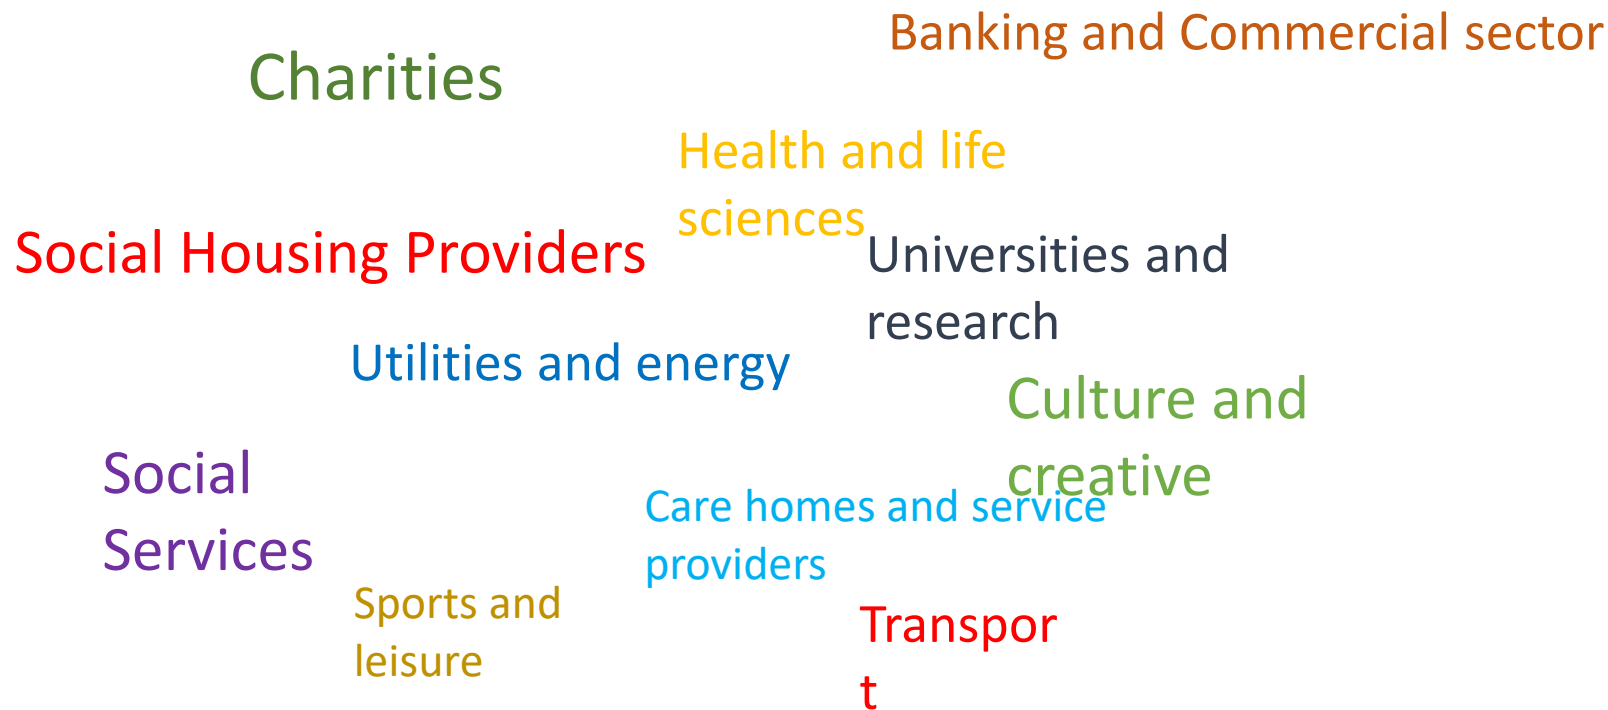 Banking and Commercial sector
Charities
Health and life
sciences
Social Housing Providers
Universities and
research
Utilities and energy
Culture and
creative
Social
Services
Care homes and service
providers
Sports and
leisure
Transpor
t